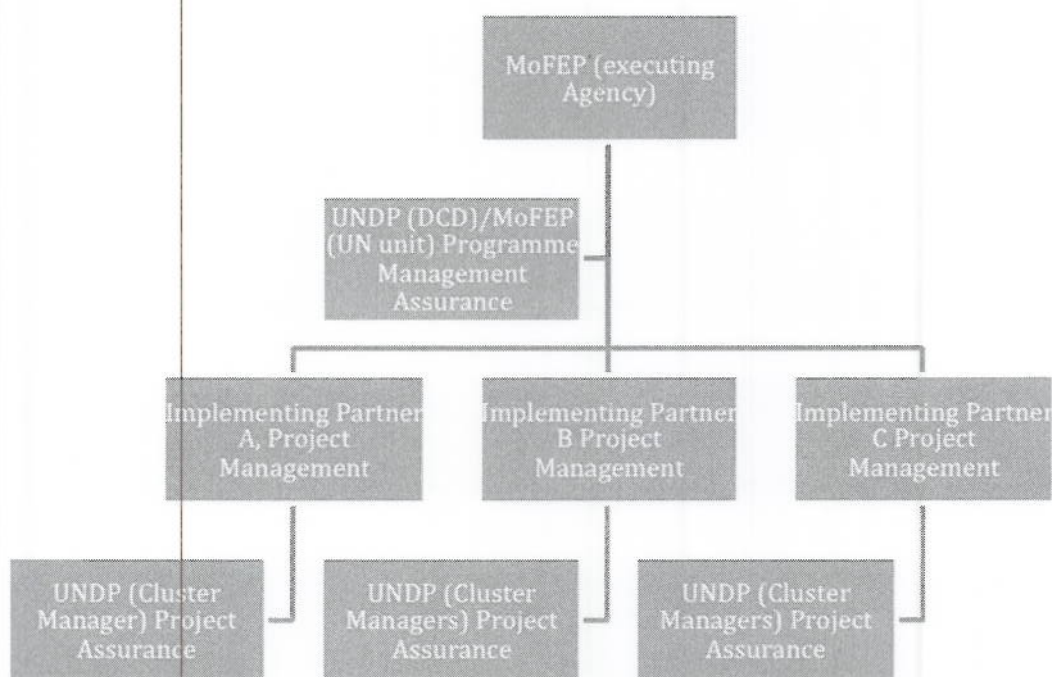 MoFEP (executing
Agency)
UNDP (DCD)/MoFEP
(UN unit) Programme
Management
Assurance
Implementing Partner
A, Project
Management
Implementing Partner
B Project
Management
Implementing Partner
C Project
Management
UNDP (Cluster
Manager) Project
Assurance
UNDP (Cluster
Managers) Project
Assurance
UNDP (Cluster
Managers) Project
Assurance